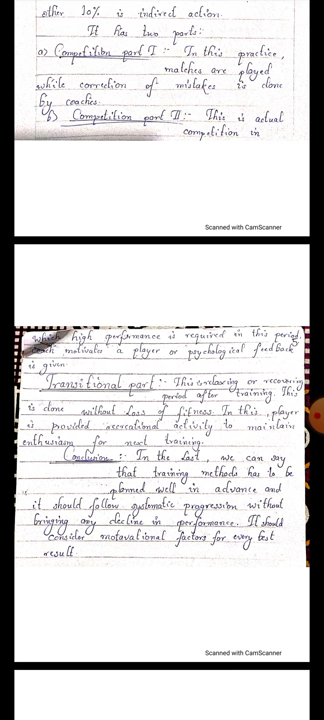 other 10% is indirect action.
It has two parts:
a) Competition part I :- In this practice,
matches are played
while correction of mistakes is done
by coaches.
b) Competition part II :- This is actual
competition in
Scanned with CamScanner
which high performance is required in this period.
Coach motivates a player or psychological feedback
is given.
Transitional part :- This is relaxing or recovering
period after training. This
is done without Loss of fitness. In this, player
is provided recreational activity to maintain
enthusiasm for next training.
Conclusion :- In the Last, we can say
that training methods has to be
planned well in advance and
it should follow systematic progression without
bringing any decline in performance. It should
consider motavational factors for every best
result.
Scanned with CamScanner